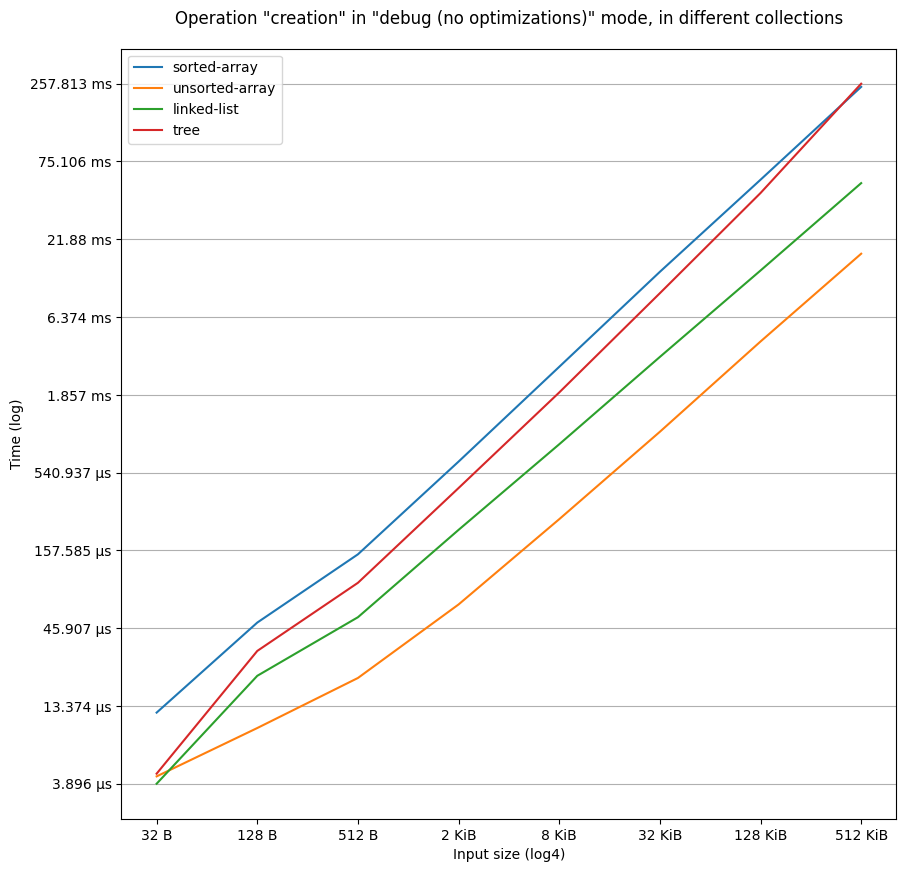 Operation "creation" in "debug (no optimizations)" mode, in different collections
sorted-array
unsorted-array
linked-list
tree
257.813 ms
75.106 ms
21.88 ms
6.374 ms
1.857 ms
540.937 µs
157.585 µs
45.907 µs
13.374 µs
3.896 µs
Time (log)
32 B
128 B
512 B
2 KiB
8 KiB
32 KiB
128 KiB
512 KiB
Input size (log4)